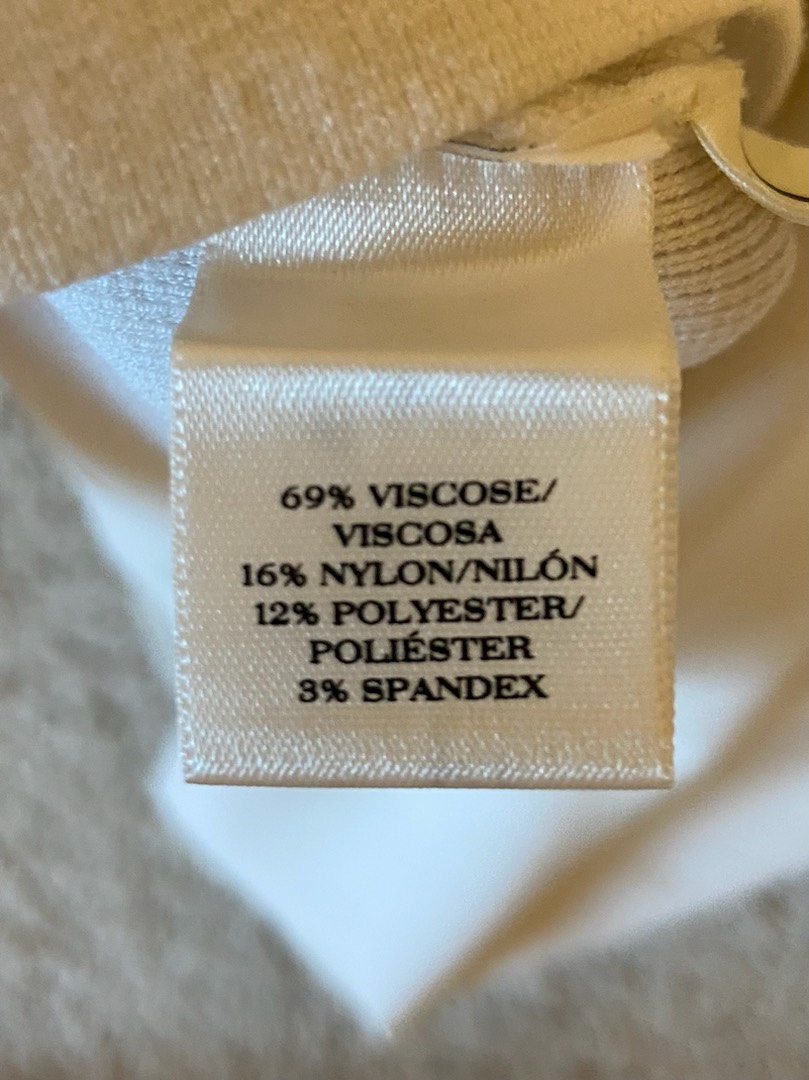 69% VISCOSE/
VISCOSA
16% NYLON/NILÓN
12% POLYESTER/
POLIÉSTER
3% SPANDEX